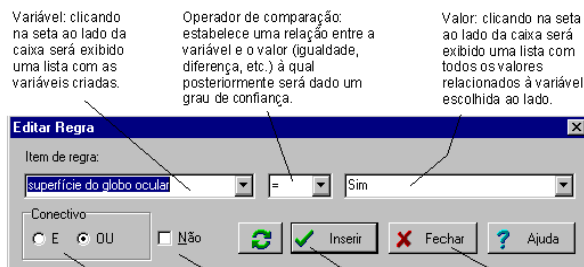 Variável: clicando
na seta ao lado da
caixa será exibido
uma lista com as
variáveis criadas.
Operador de comparação:
estabelece uma relação entre a
variável e o valor (igualdade,
diferença, etc.) à qual
posteriormente será dado um
grau de confiança.
Valor: clicando na seta
ao lado da caixa será
exibido uma lista com
todos os valores
relacionados à variável
escolhida ao lado.
Editar Regra
Item de regra:
superfície do globo ocular
=
Sim
Conectivo
E OU
Não
Inserir
Fechar
? Ajuda